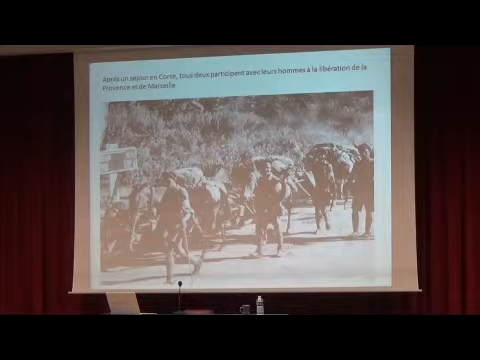 Après un séjour en Corse, tous deux participent avec leurs hommes à la libération de la
Provence et de Marseille